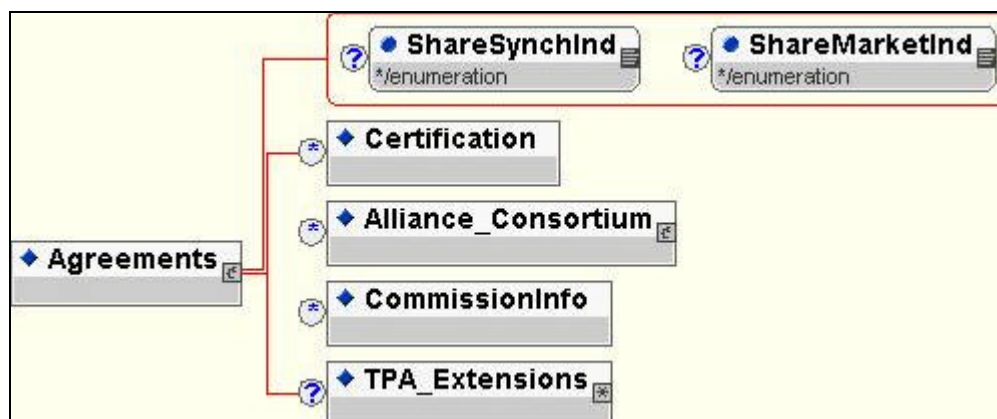 ShareSynchInd
*/enumeration
ShareMarketInd
*/enumeration
Certification
Alliance_Consortium
Agreements
CommissionInfo
TPA_Extensions